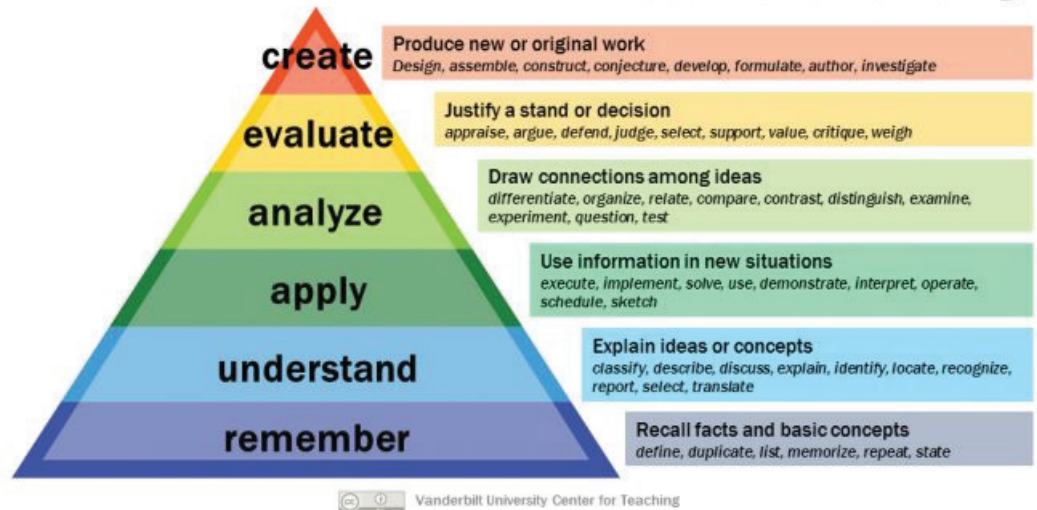 create
Produce new or original work
Design, assemble, construct, conjecture, develop, formulate, author, investigate
evaluate
Justify a stand or decision
appraise, argue, defend, judge, select, support, value, critique, weigh
analyze
Draw connections among ideas
differentiate, organize, relate, compare, contrast, distinguish, examine,
experiment, question, test
apply
Use information in new situations
execute, implement, solve, use, demonstrate, interpret, operate,
schedule, sketch
understand
Explain ideas or concepts
classify, describe, discuss, explain, identify, locate, recognize,
report, select, translate
remember
Recall facts and basic concepts
define, duplicate, list, memorize, repeat, state
cc
Vanderbilt University Center for Teaching